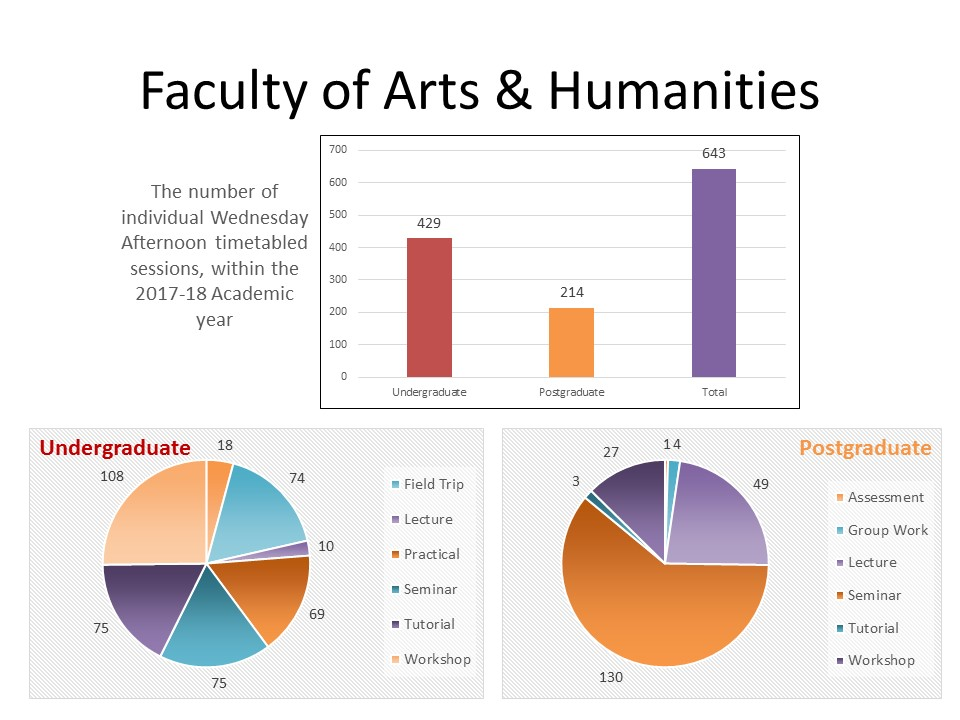 Faculty of Arts & Humanities
The number of
individual Wednesday
Afternoon timetabled
sessions, within the
2017-18 Academic
year
700
600
500
400
300
200
100
0
429
214
643
Undergraduate
Postgraduate
Total
Undergraduate
18
74
10
69
75
75
108
Field Trip
Lecture
Practical
Seminar
Tutorial
Workshop
Postgraduate
1
4
49
130
3
27
Assessment
Group Work
Lecture
Seminar
Tutorial
Workshop